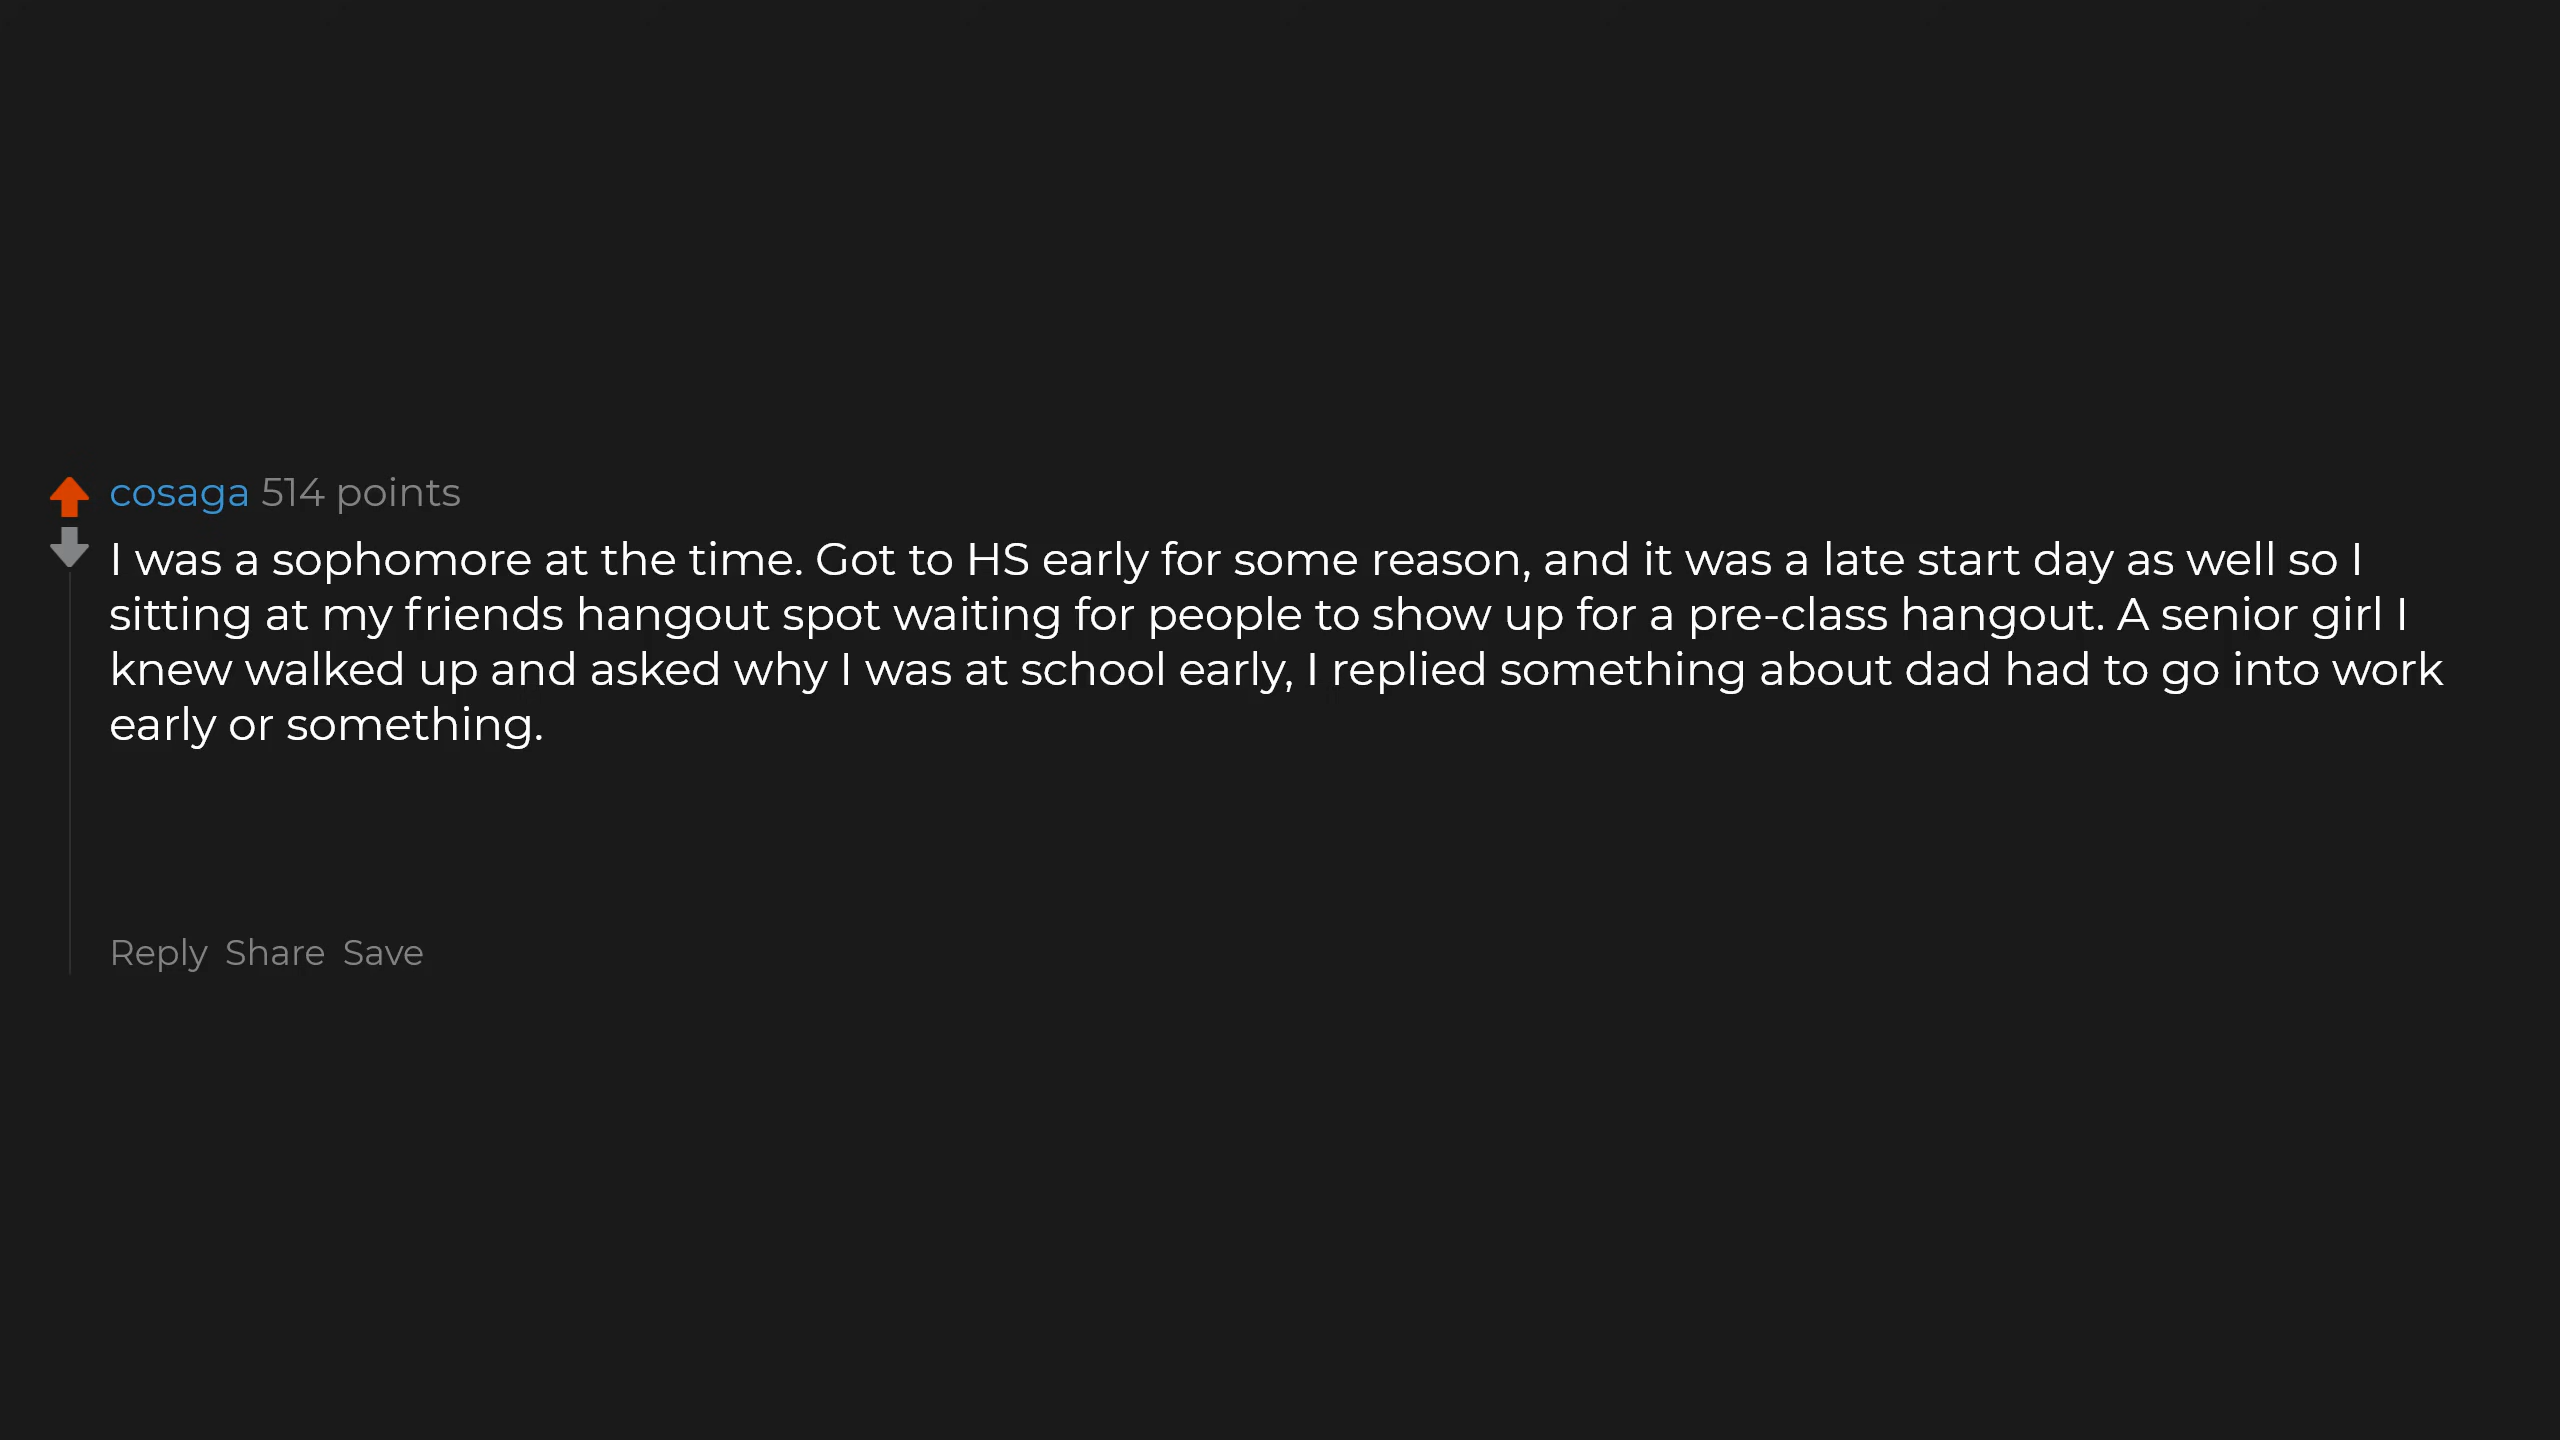 cosaga 514 points
I was a sophomore at the time. Got to HS early for some reason, and it was a late start day as well so I
sitting at my friends hangout spot waiting for people to show up for a pre-class hangout. A senior girl I
knew walked up and asked why I was at school early, I replied something about dad had to go into work
early or something.
Reply Share Save